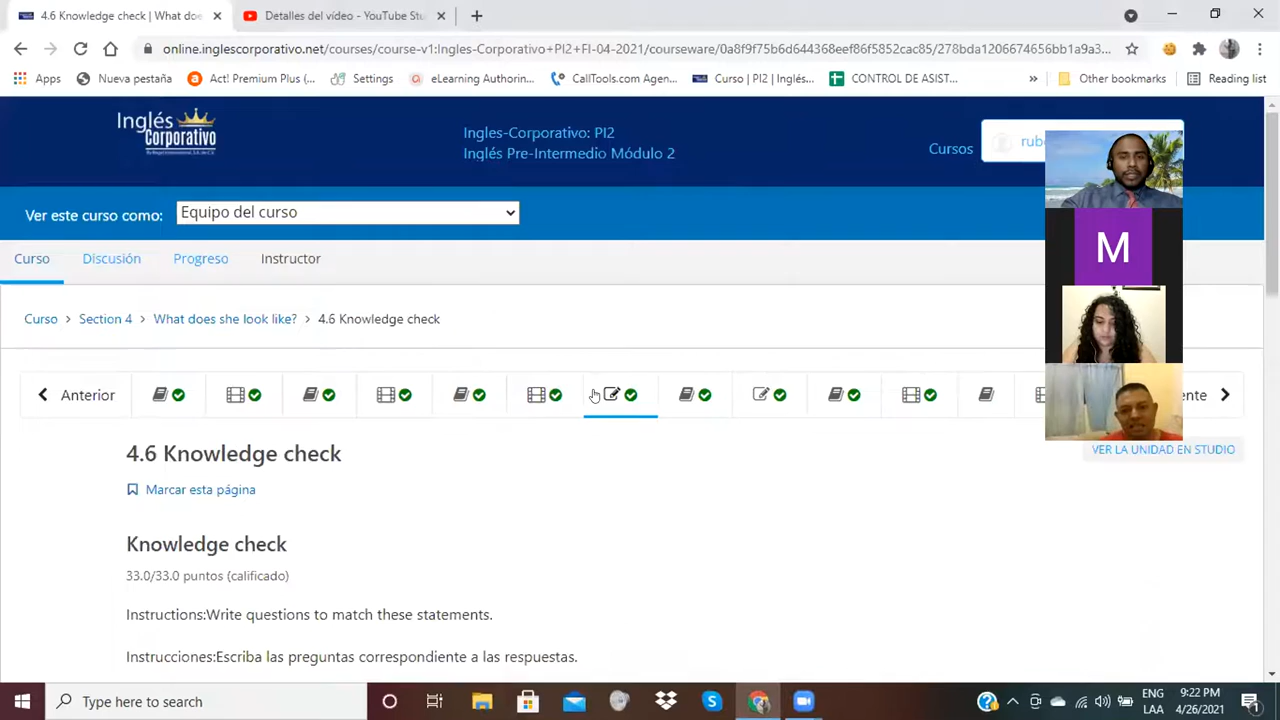 4.6 Knowledge check | What doe
Detalles del vídeo - YouTube Stu
online.inglescorporativo.net/courses/course-v1:Ingles-Corporativo+PI2+FI-04-2021/courseware/0a8f9f75b6d644368eef86f5852cac85/278bda1206674656bb1a9a3...
Apps
Nueva pestaña
Act! Premium Plus (...
Settings
eLearning Authorin...
CallTools.com Agen...
Curso | PI2 | Inglés...
CONTROL DE ASIST...
»
Other bookmarks
Reading list
Inglés
Corporativo
Ingles-Corporativo: PI2
Inglés Pre-Intermedio Módulo 2
Cursos
rub
Ver este curso como:
Equipo del curso
Curso
Discusión
Progreso
Instructor
M
Curso > Section 4 > What does she look like? > 4.6 Knowledge check
Anterior
ente
4.6 Knowledge check
VER LA UNIDAD EN STUDIO
Marcar esta página
Knowledge check
33.0/33.0 puntos (calificado)
Instructions:Write questions to match these statements.
Instrucciones:Escriba las preguntas correspondiente a las respuestas.
Type here to search
ENG
LAA
9:22 PM
4/26/2021